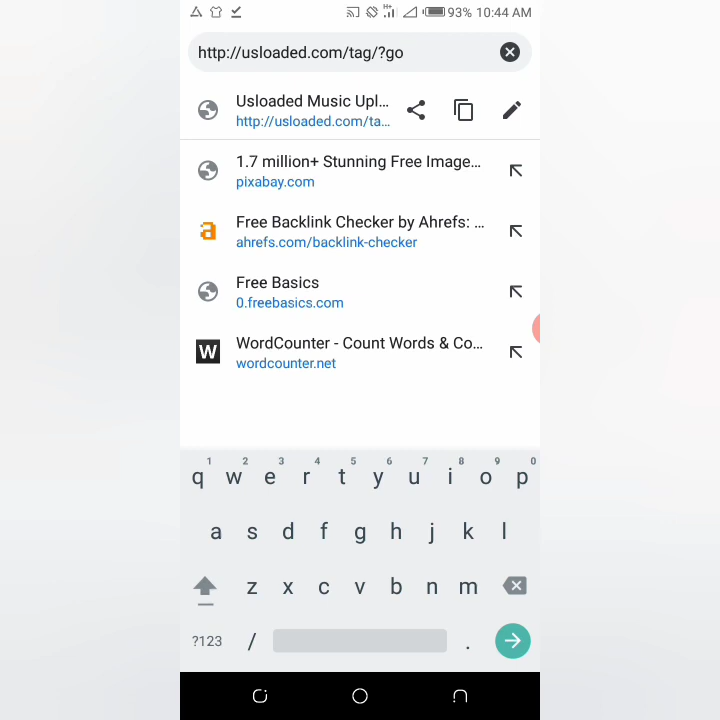 H+ 93% 10:44 AM
http://usloaded.com/tag/?go
Usloaded Music Upl...
http://usloaded.com/ta...
1.7 million+ Stunning Free Image...
pixabay.com
a Free Backlink Checker by Ahrefs: ...
ahrefs.com/backlink-checker
Free Basics
0.freebasics.com
W WordCounter - Count Words & Co...
wordcounter.net
1 2 3 4 5 6 7 8 9 0
q w e r t y u i o p
a s d f g h j k l
z x c v b n m
?123 / .